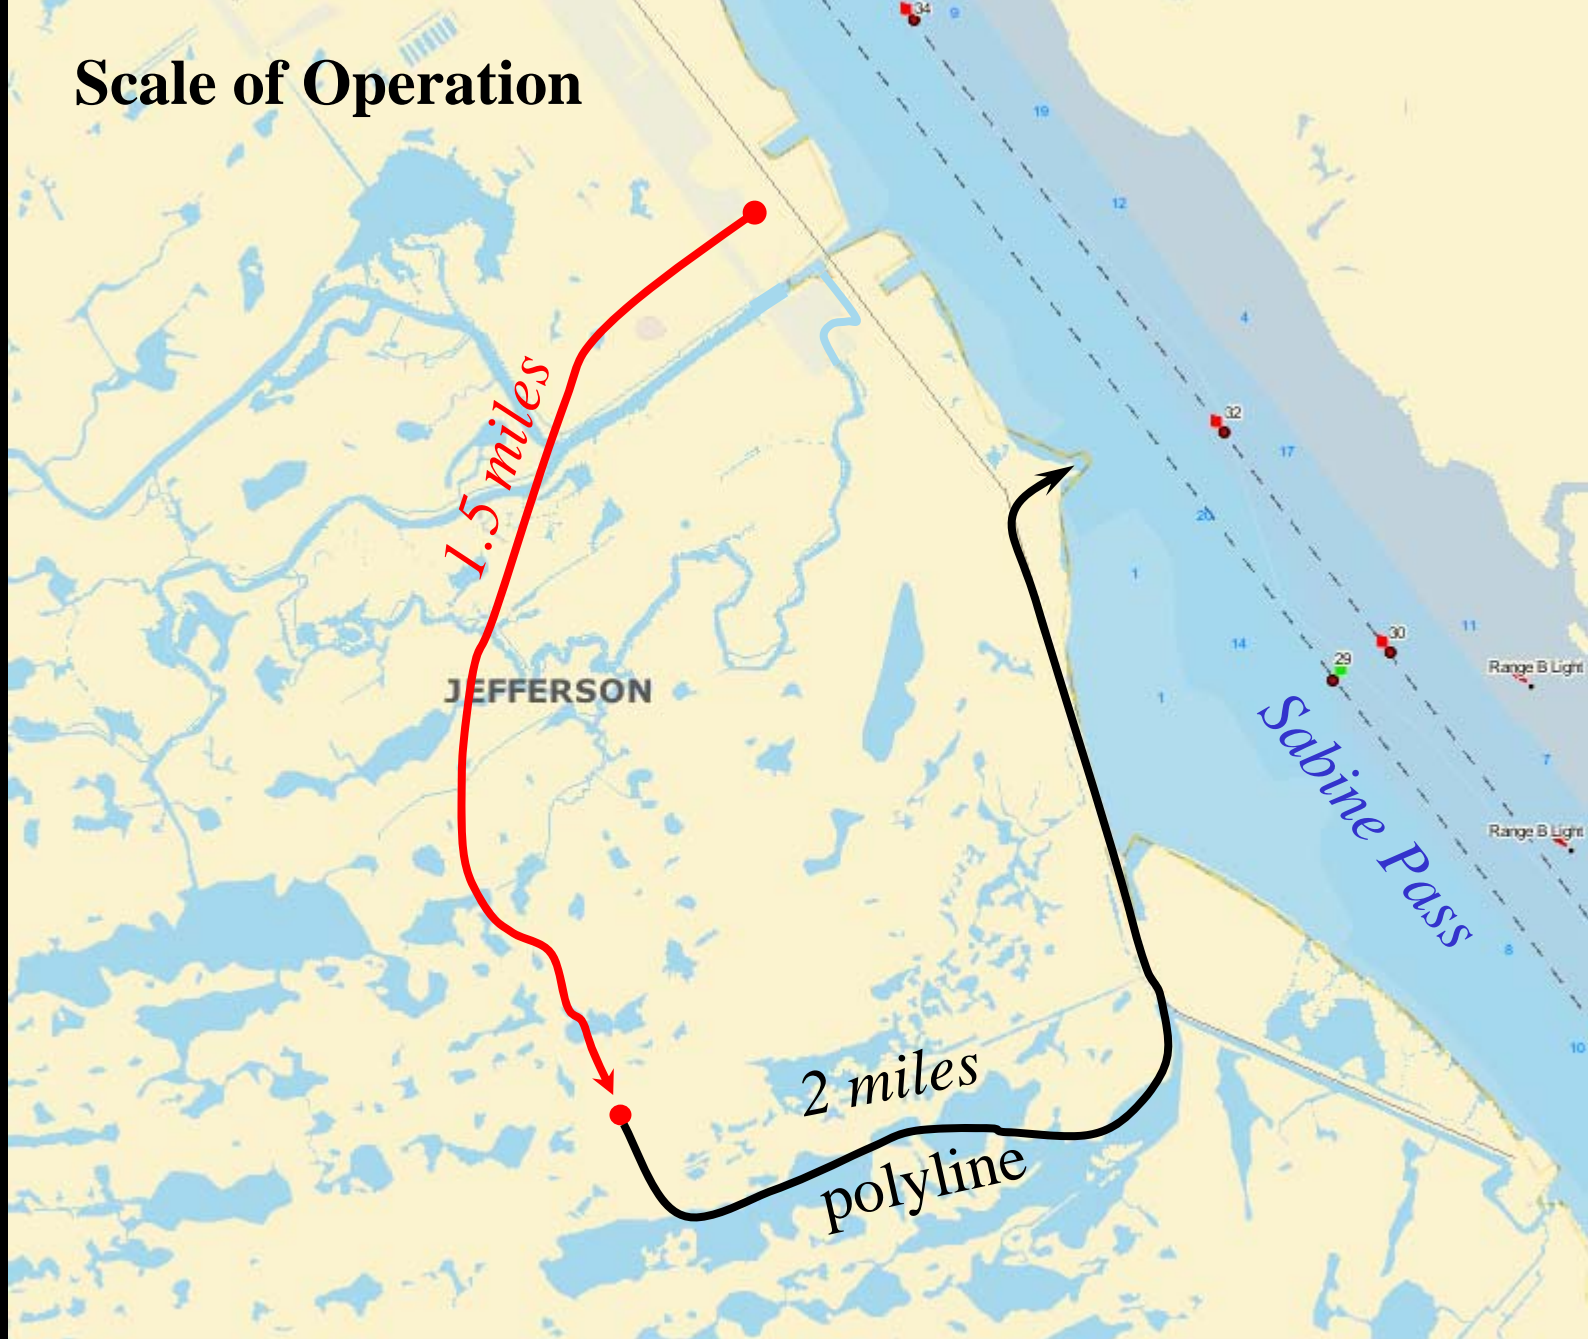 Scale of Operation
34
9
19
12
4
32
17
20
1.5 miles
1
14
11
30
29
Range B Light
JEFFERSON
1
Sabine Pass
7
Range B Light
8
10
2 miles
polyline